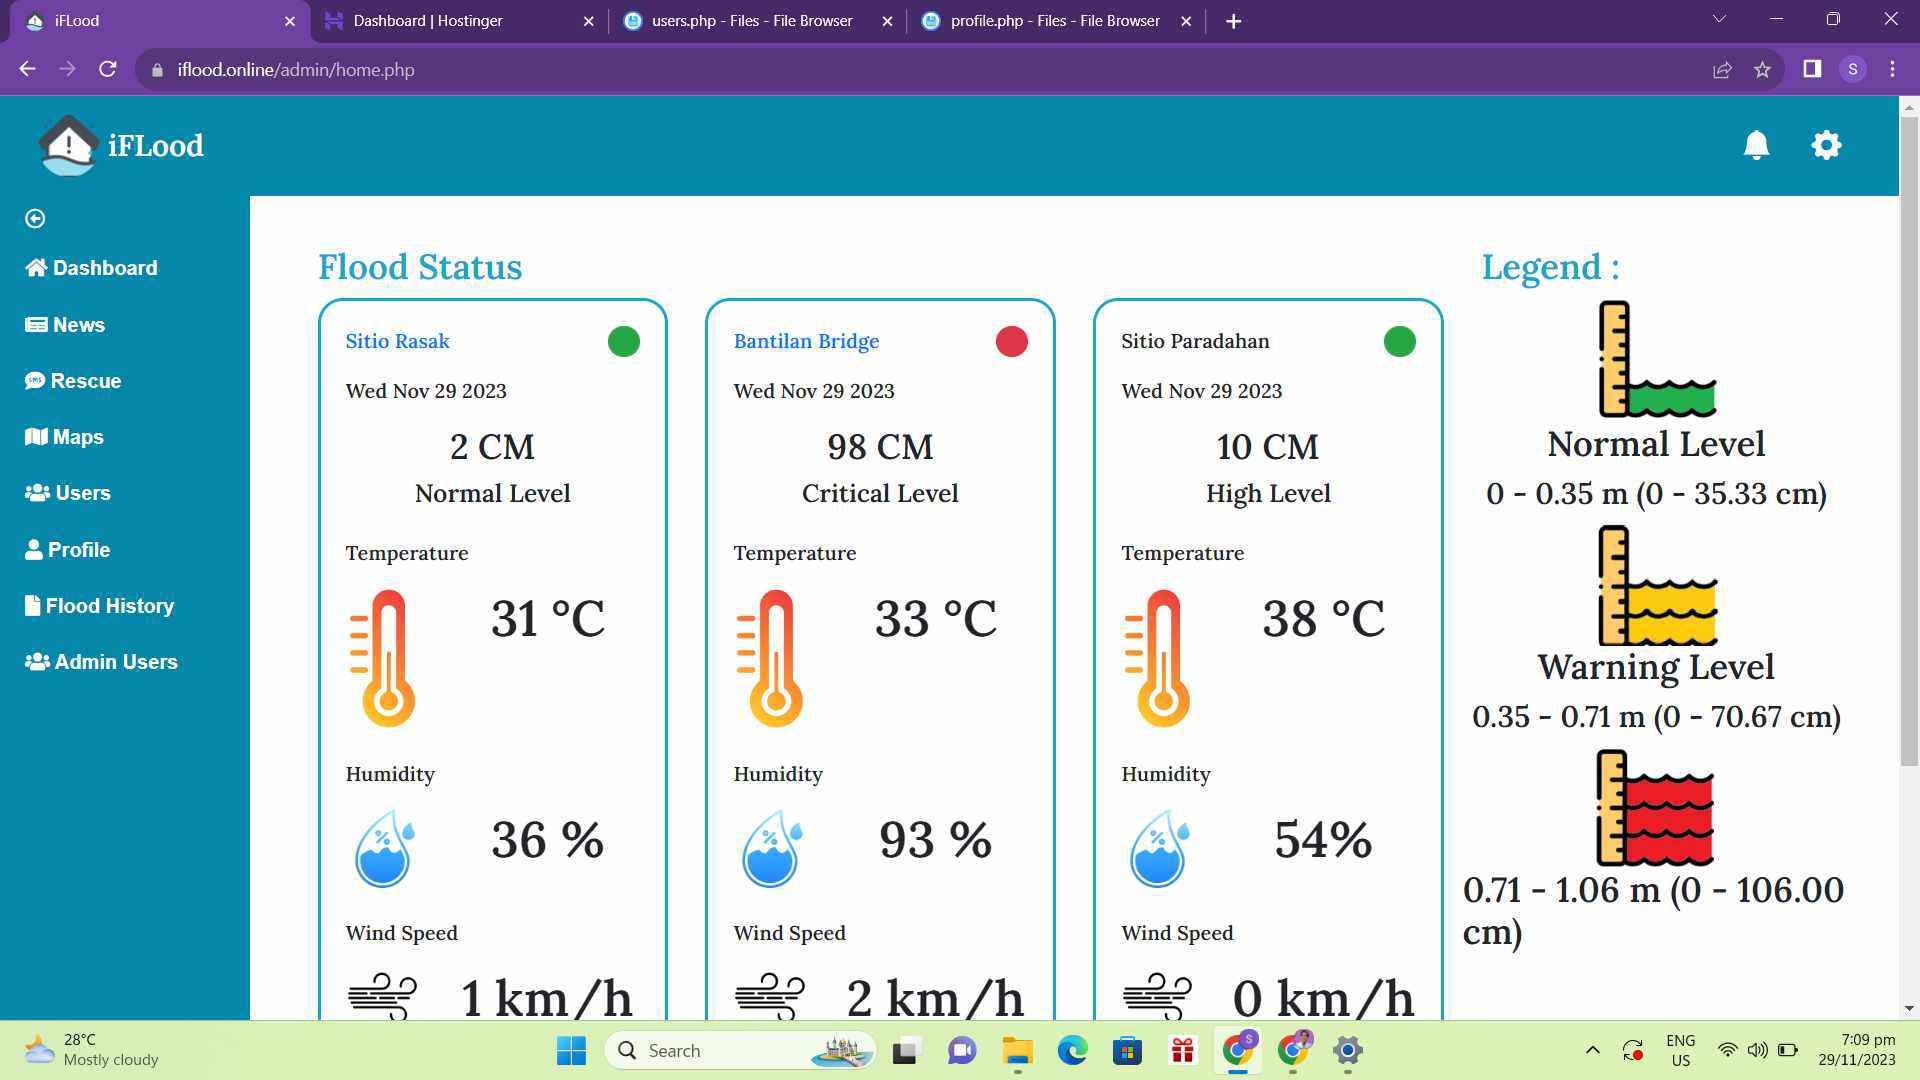 iFLood
Dashboard | Hostinger
users.php - Files - File Browser
profile.php - Files - File Browser
iflood.online/admin/home.php
S
iFLood
Dashboard
News
SMS Rescue
Maps
Users
Profile
Flood History
Admin Users
Flood Status
Sitio Rasak
Wed Nov 29 2023
2 CM
Normal Level
Temperature
31 °C
Humidity
%
36 %
Wind Speed
1 km/h
Bantilan Bridge
Wed Nov 29 2023
98 CM
Critical Level
Temperature
33 °C
Humidity
%
93 %
Wind Speed
2 km/h
Sitio Paradahan
Wed Nov 29 2023
10 CM
High Level
Temperature
38 °C
Humidity
%
54%
Wind Speed
0 km/h
Legend :
Normal Level
0 - 0.35 m (0 - 35.33 cm)
Warning Level
0.35 - 0.71 m (0 - 70.67 cm)
0.71 - 1.06 m (0 - 106.00
cm)
28°C
Mostly cloudy
Search
S
ENG
US
7:09 pm
29/11/2023